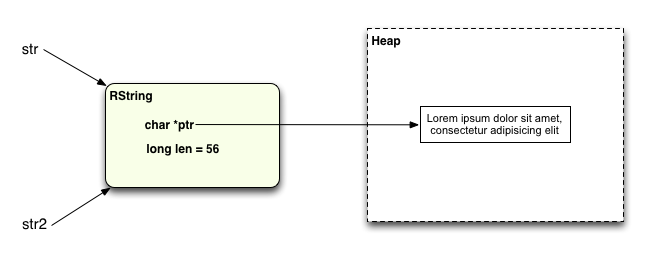 str
Heap
RString
char *ptr
Lorem ipsum dolor sit amet,
consectetur adipisicing elit
long len = 56
str2